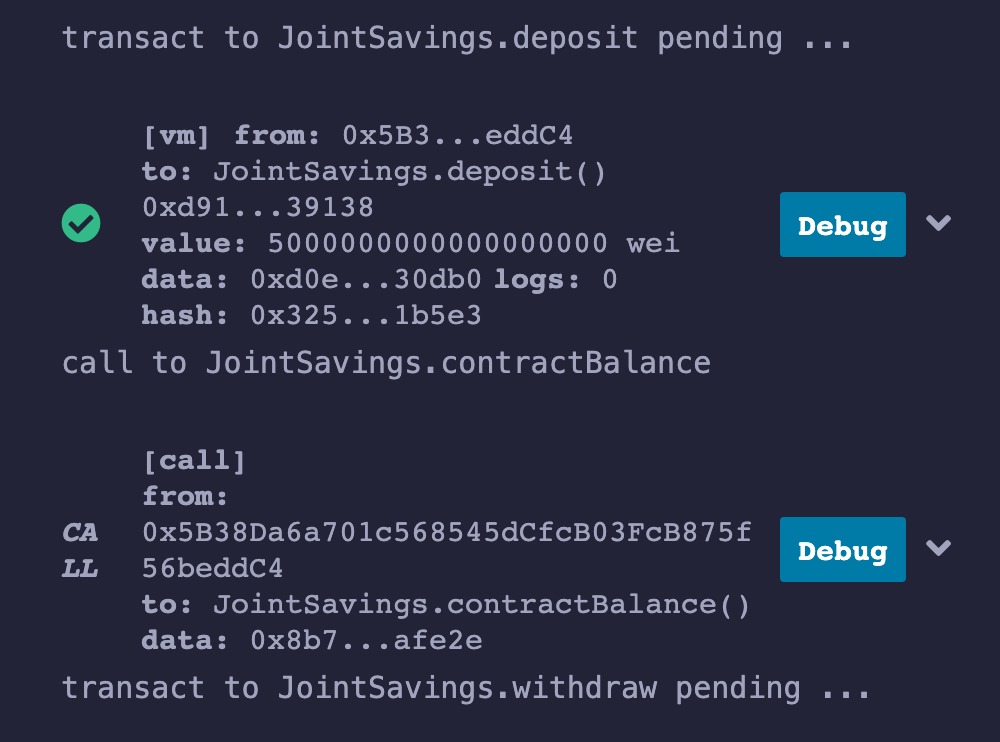 transact to JointSavings.deposit pending ...
[vm] from: 0x5B3...eddC4
to: JointSavings.deposit()
0xd91...39138
value: 5000000000000000000 wei
data: 0xd0e...30db0 logs: 0
hash: 0x325...1b5e3
Debug
call to JointSavings.contractBalance
[call]
from:
CA
LL
0x5B38Da6a701c568545dCfcB03FcB875f
56beddC4
to: JointSavings.contractBalance()
data: 0x8b7...afe2e
Debug
transact to JointSavings.withdraw pending ...